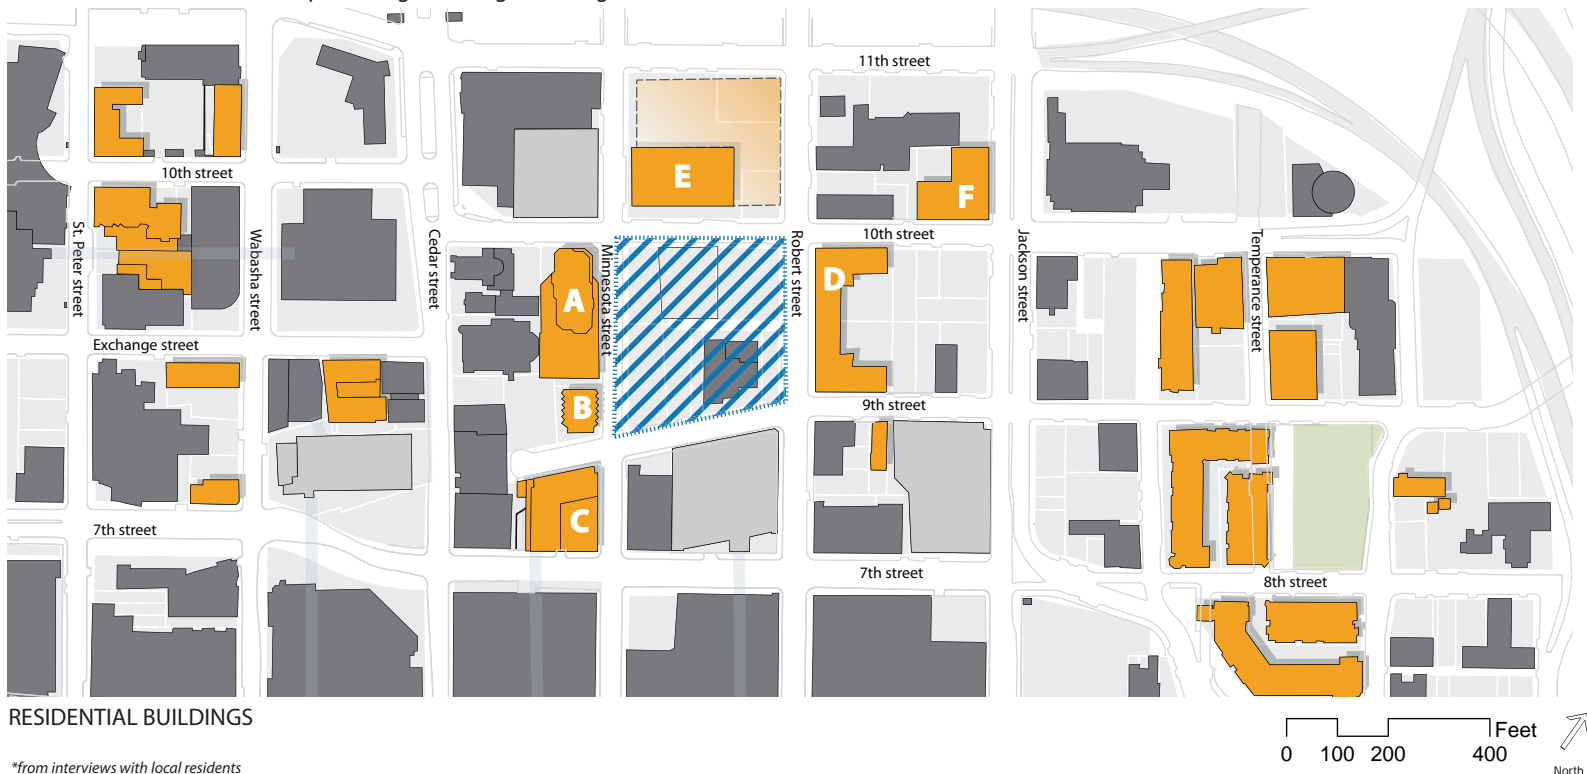 11th street
E
F
10th street
St. Peter street
Wabasha street
Cedar street
Minnesota street
Robert street
10th street
Jackson street
Temperance street
A
D
Exchange street
B
9th street
C
7th street
7th street
8th street
RESIDENTIAL BUILDINGS
Feet
0 100 200 400
North
*from interviews with local residents